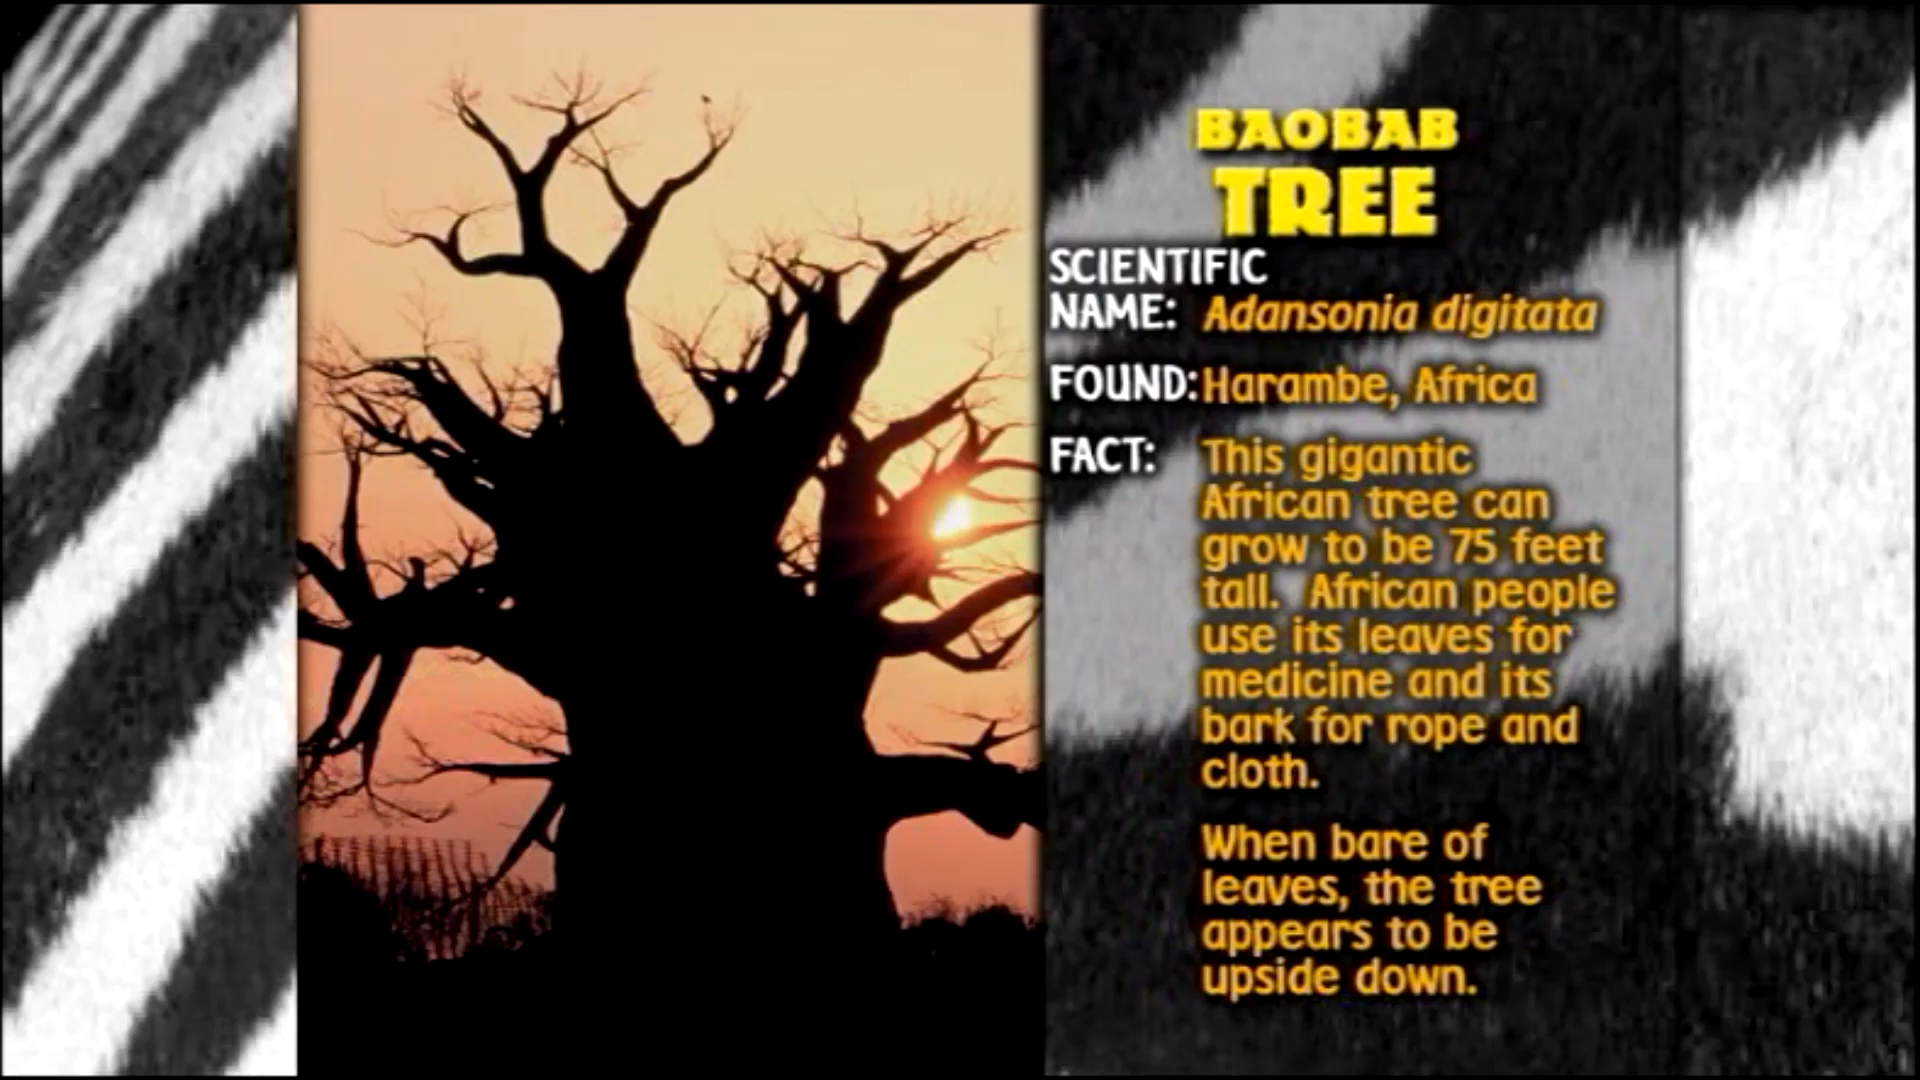 BAOBAB
TREE
SCIENTIFIC
NAME: Adansonia digitata
FOUND: Harambe, Africa
FACT: This gigantic
African tree can
grow to be 75 feet
tall. African people
use its leaves for
medicine and its
bark for rope and
cloth.
When bare of
leaves, the tree
appears to be
upside down.